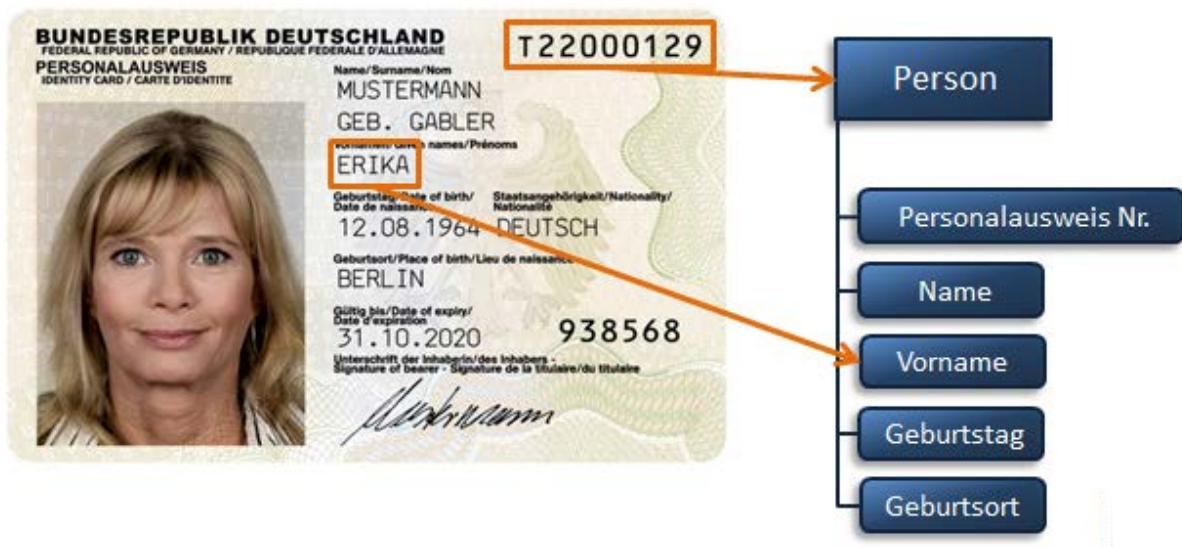 BUNDESREPUBLIK DEUTSCHLAND
FEDERAL REPUBLIC OF GERMANY / REPUBLIQUE FEDERALE D'ALLEMAGNE
PERSONALAUSWEIS
IDENTITY CARD / CARTE D'IDENTITE
T22000129
Name/Surname/Nom
MUSTERMANN
GEB. GABLER
Vornamen/Given names/Prénoms
ERIKA
Geburtstag/Date of birth/
Date de naissance
Staatsangehörigkeit/Nationality/
Nationalité
12.08.1964 DEUTSCH
Geburtsort/Place of birth/Lieu de naissance
BERLIN
Gültig bis/Date of expiry/
Date d'expiration
31.10.2020
938568
Unterschrift der Inhaberin/des Inhabers -
Signature of bearer - Signature de la titulaire/du titulaire
Mustermann
Person
Personalausweis Nr.
Name
Vorname
Geburtstag
Geburtsort